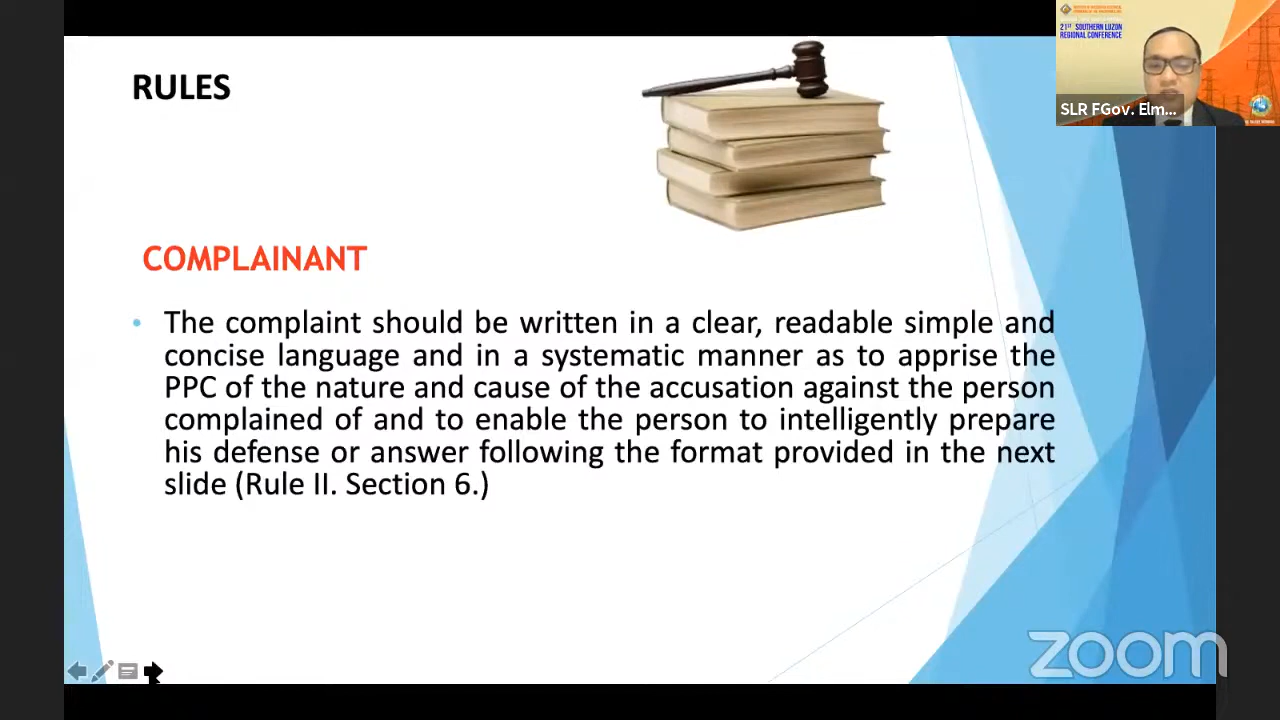 RULES
21ST SOUTHERN LUZON
REGIONAL CONFERENCE
SLR FGov. Elm...
COMPLAINANT
• The complaint should be written in a clear, readable simple and
concise language and in a systematic manner as to apprise the
PPC of the nature and cause of the accusation against the person
complained of and to enable the person to intelligently prepare
his defense or answer following the format provided in the next
slide (Rule II. Section 6.)
zoom